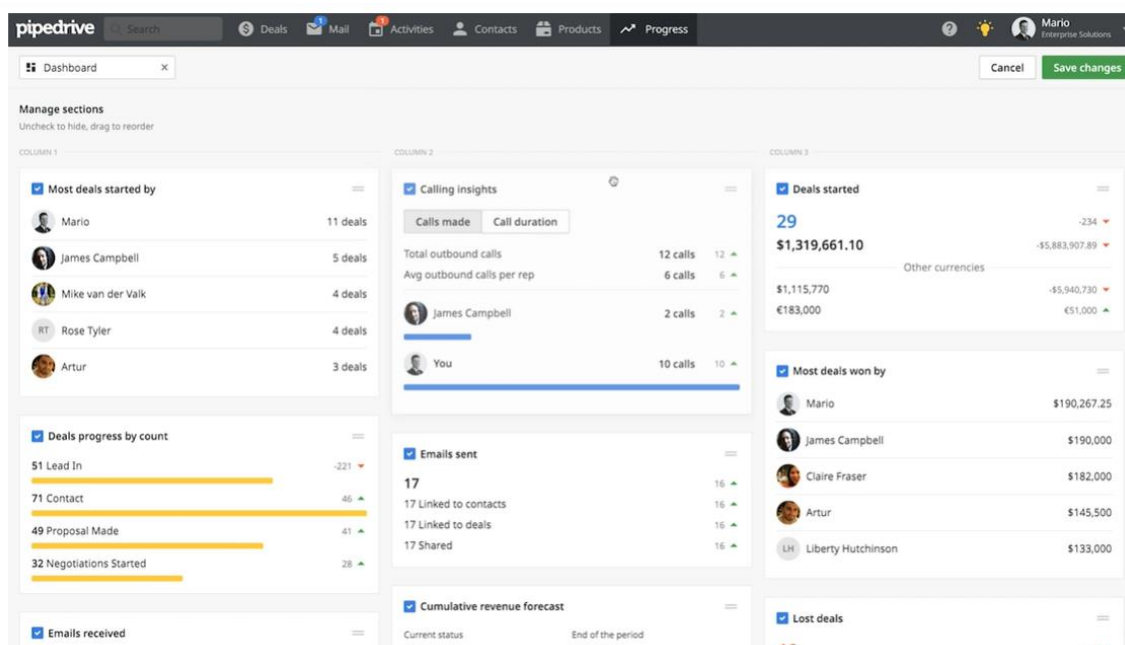 pipedrive
Search
Deals
1
Mail
1
Activities
Contacts
Products
Progress
?
Mario
Enterprise Solutions
Dashboard ×
Cancel
Save changes
Manage sections
Uncheck to hide, drag to reorder
COLUMN 1
Most deals started by
Mario 11 deals
James Campbell 5 deals
Mike van der Valk 4 deals
RT Rose Tyler 4 deals
Artur 3 deals
Deals progress by count
51 Lead In -221
71 Contact 46
49 Proposal Made 41
32 Negotiations Started 28
Emails received
COLUMN 2
Calling insights
Calls made Call duration
Total outbound calls 12 calls 12
Avg outbound calls per rep 6 calls 6
James Campbell 2 calls 2
You 10 calls 10
Emails sent
17 16
17 Linked to contacts 16
17 Linked to deals 16
17 Shared 16
Cumulative revenue forecast
Current status End of the period
COLUMN 3
Deals started
29 -234
$1,319,661.10 -$5,883,907.89
Other currencies
$1,115,770 -$5,940,730
€183,000 €51,000
Most deals won by
Mario $190,267.25
James Campbell $190,000
Claire Fraser $182,000
Artur $145,500
LH Liberty Hutchinson $133,000
Lost deals